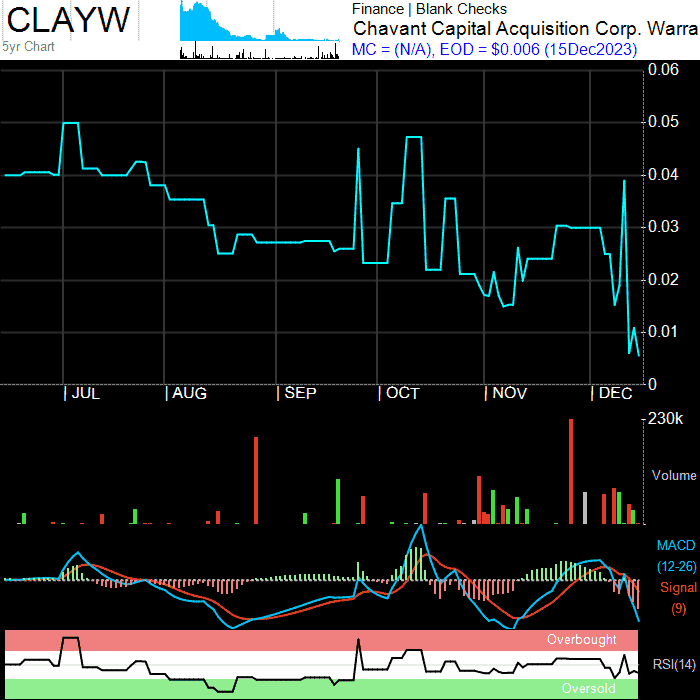 CLAYW
5yr Chart
Finance | Blank Checks
Chavant Capital Acquisition Corp. Warra
MC = (N/A), EOD = $0.006 (15Dec2023)
0.06
0.05
0.04
0.03
0.02
0.01
0
| JUL | AUG | SEP | OCT | NOV | DEC
230k
Volume
MACD
(12-26)
Signal
(9)
Overbought
RSI(14)
Oversold